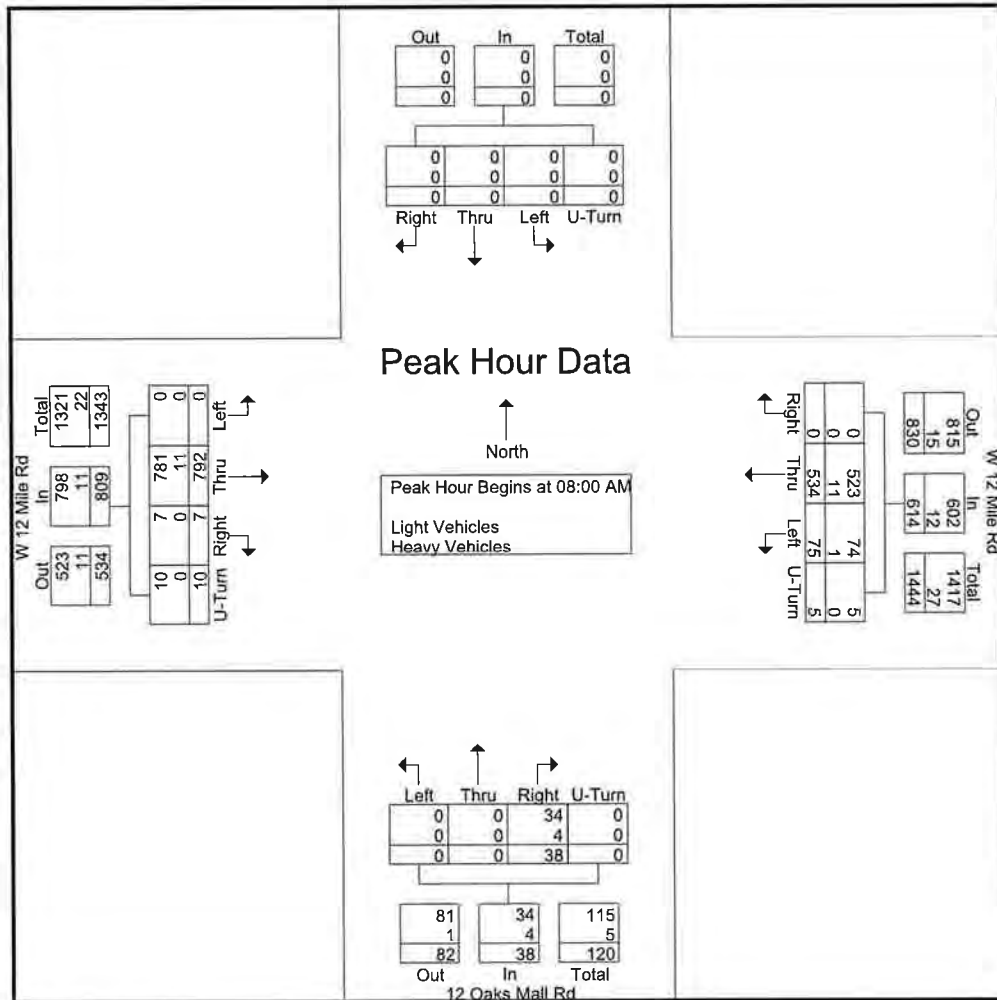 Out In Total
0 0 0
0 0 0
0 0 0
0 0 0 0
0 0 0 0
0 0 0 0
Right Thru Left U-Turn
Peak Hour Data
North
Peak Hour Begins at 08:00 AM
Light Vehicles
Heavy Vehicles
W 12 Mile Rd
Out In Total
523 798 1321
11 11 22
534 809 1343
10 7 781 0
0 0 11 0
10 7 792 0
U-Turn Right Thru Left
W 12 Mile Rd
Out In Total
815 602 1417
15 12 27
830 614 1444
0 523 74 5
0 11 1 0
0 534 75 5
Right Thru Left U-Turn
Left Thru Right U-Turn
0 0 34 0
0 0 4 0
0 0 38 0
81 34 115
1 4 5
82 38 120
Out In Total
12 Oaks Mall Rd